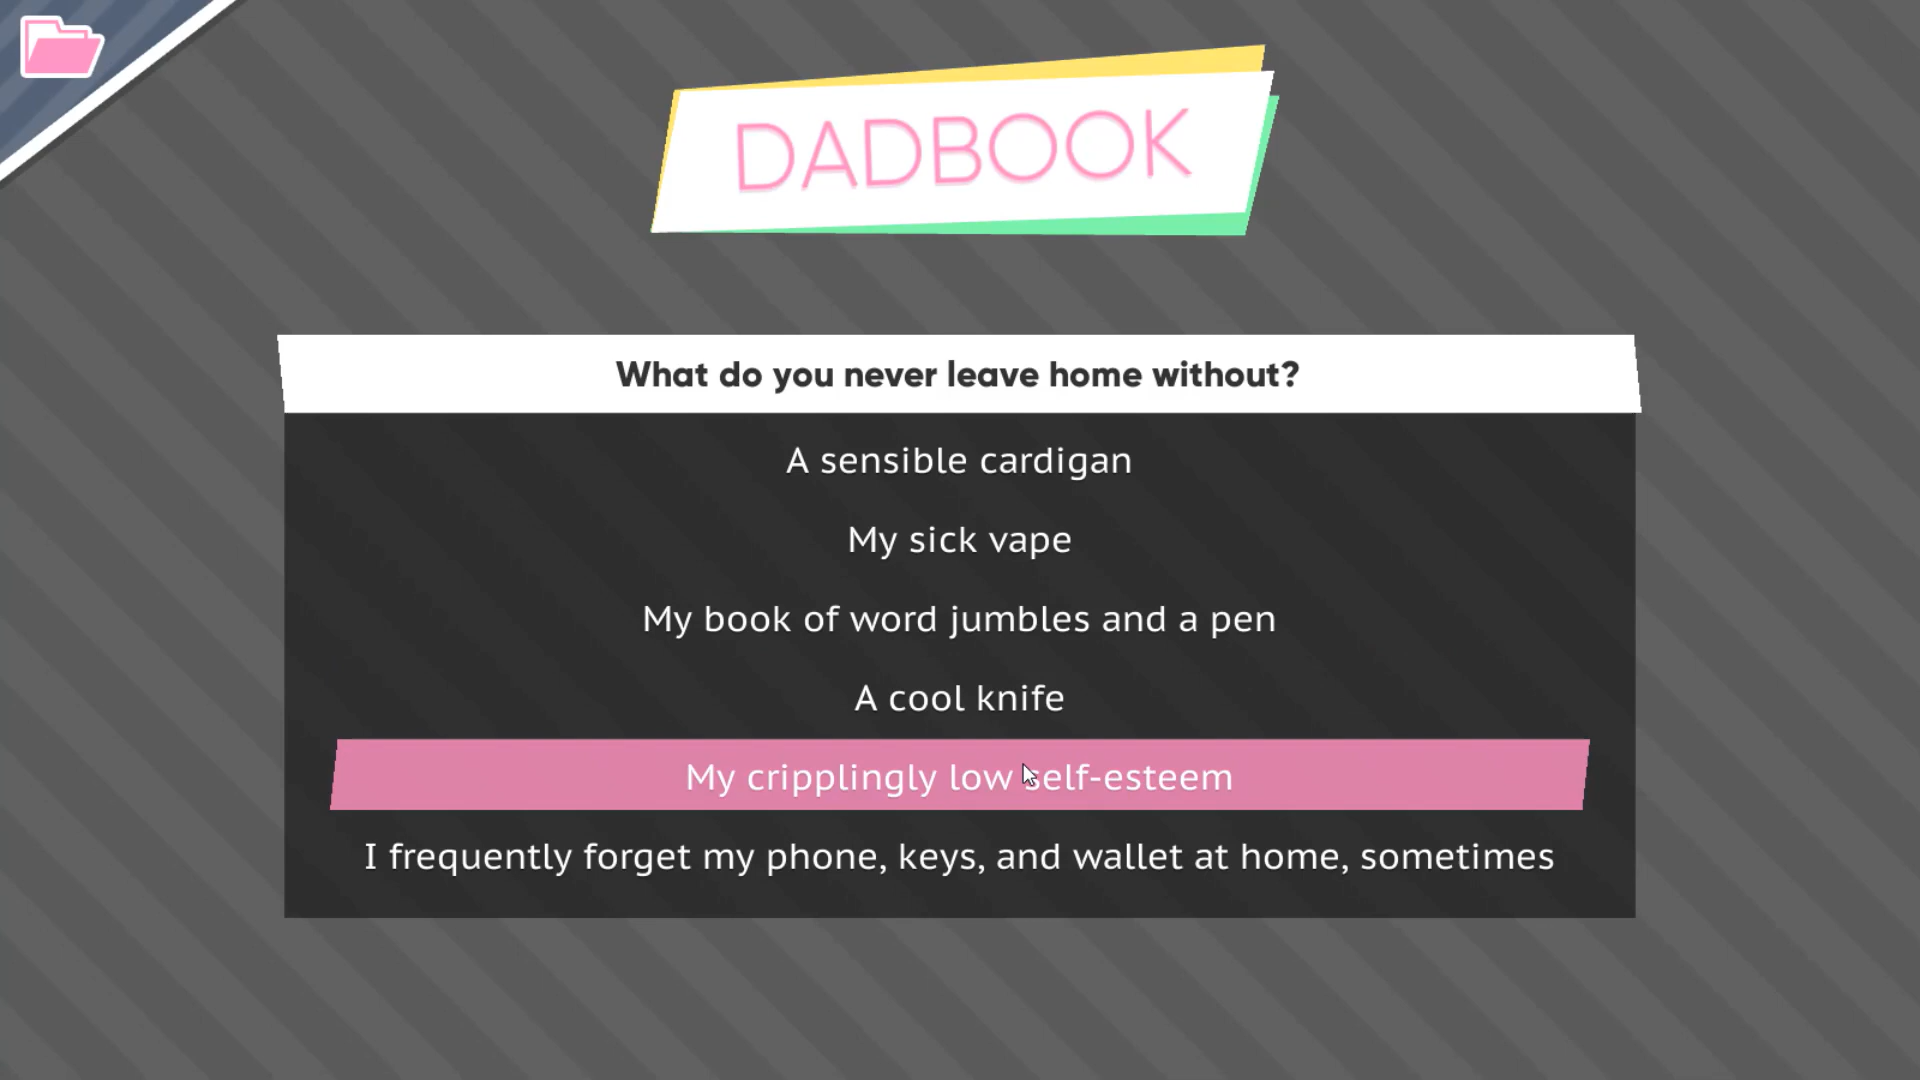 DADBOOK
What do you never leave home without?
A sensible cardigan
My sick vape
My book of word jumbles and a pen
A cool knife
My cripplingly low self-esteem
I frequently forget my phone, keys, and wallet at home, sometimes